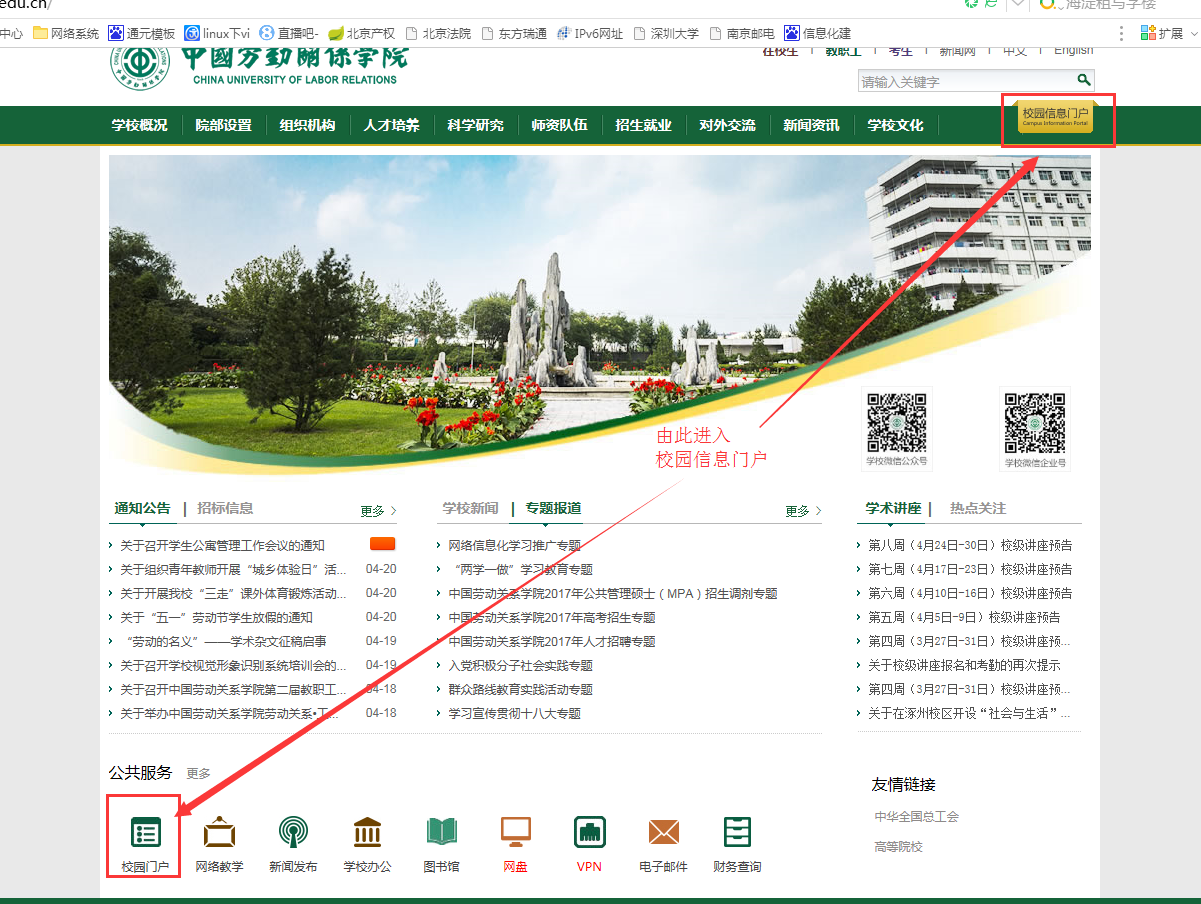 edu.cn/
海淀租与学校
中心 网络系统 通元模板 linux下vi 直播吧- 北京产权 北京法院 东方瑞通 IPv6网址 深圳大学 南京邮电 信息化建 扩展
中國劳動關係学院
CHINA UNIVERSITY OF LABOR RELATIONS
在校生 | 教职工 | 考生 | 新闻网 | 中文 | English
请输入关键字
学校概况 院部设置 组织机构 人才培养 科学研究 师资队伍 招生就业 对外交流 新闻资讯 学校文化
校园信息门户
Campus Information Portal
由此进入
校园信息门户
学校微信公众号 学校微信企业号
通知公告 | 招标信息 更多
关于召开学生公寓管理工作会议的通知
关于组织青年教师开展“城乡体验日”活... 04-20
关于开展我校“三走”课外体育锻炼活动... 04-20
关于“五一”劳动节学生放假的通知 04-20
“劳动的名义”——学术杂文征稿启事 04-19
关于召开学校视觉形象识别系统培训会的... 04-19
关于召开中国劳动关系学院第二届教职工... 04-18
关于举办中国劳动关系学院劳动关系•工... 04-18
学校新闻 | 专题报道 更多
网络信息化学习推广专题
“两学一做”学习教育专题
中国劳动关系学院2017年公共管理硕士（MPA）招生调剂专题
中国劳动关系学院2017年高考招生专题
中国劳动关系学院2017年人才招聘专题
入党积极分子社会实践专题
群众路线教育实践活动专题
学习宣传贯彻十八大专题
学术讲座 | 热点关注
第八周（4月24日-30日）校级讲座预告
第七周（4月17日-23日）校级讲座预告
第六周（4月10日-16日）校级讲座预告
第五周（4月5日-9日）校级讲座预告
第四周（3月27日-31日）校级讲座预...
关于校级讲座报名和考勤的再次提示
第四周（3月27日-31日）校级讲座预...
关于在涿州校区开设“社会与生活”...
公共服务 更多
校园门户 网络教学 新闻发布 学校办公 图书馆 网盘 VPN 电子邮件 财务查询
友情链接
中华全国总工会
高等院校